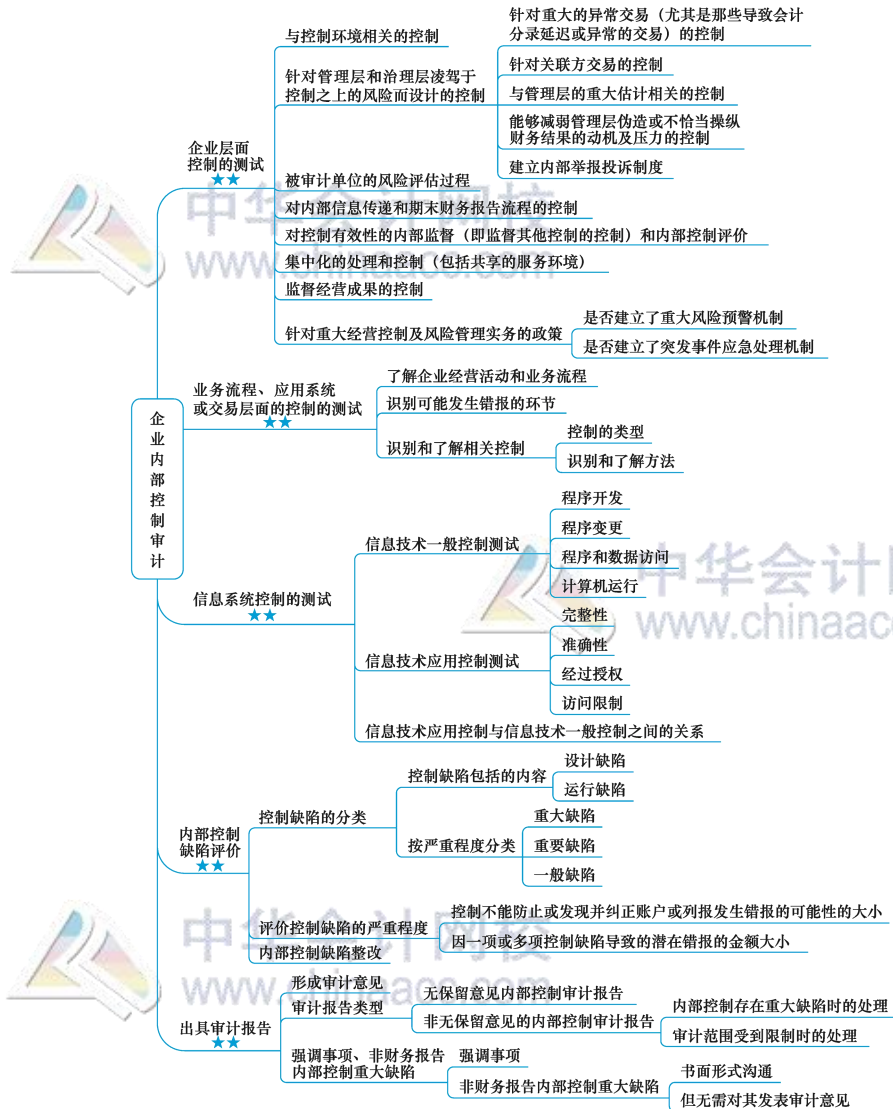 企业内部控制审计
企业层面
控制的测试
★★
与控制环境相关的控制
针对管理层和治理层凌驾于
控制之上的风险而设计的控制
针对重大的异常交易（尤其是那些导致会计
分录延迟或异常的交易）的控制
针对关联方交易的控制
与管理层的重大估计相关的控制
能够减弱管理层伪造或不恰当操纵
财务结果的动机及压力的控制
建立内部举报投诉制度
被审计单位的风险评估过程
对内部信息传递和期末财务报告流程的控制
对控制有效性的内部监督（即监督其他控制的控制）和内部控制评价
集中化的处理和控制（包括共享的服务环境）
监督经营成果的控制
针对重大经营控制及风险管理实务的政策
是否建立了重大风险预警机制
是否建立了突发事件应急处理机制
业务流程、应用系统
或交易层面的控制的测试
★★
了解企业经营活动和业务流程
识别可能发生错报的环节
识别和了解相关控制
控制的类型
识别和了解方法
信息系统控制的测试
★★
信息技术一般控制测试
程序开发
程序变更
程序和数据访问
计算机运行
信息技术应用控制测试
完整性
准确性
经过授权
访问限制
信息技术应用控制与信息技术一般控制之间的关系
内部控制
缺陷评价
★★
控制缺陷的分类
控制缺陷包括的内容
设计缺陷
运行缺陷
按严重程度分类
重大缺陷
重要缺陷
一般缺陷
评价控制缺陷的严重程度
控制不能防止或发现并纠正账户或列报发生错报的可能性的大小
因一项或多项控制缺陷导致的潜在错报的金额大小
内部控制缺陷整改
出具审计报告
★★
形成审计意见
审计报告类型
无保留意见内部控制审计报告
非无保留意见的内部控制审计报告
内部控制存在重大缺陷时的处理
审计范围受到限制时的处理
强调事项、非财务报告
内部控制重大缺陷
强调事项
非财务报告内部控制重大缺陷
书面形式沟通
但无需对其发表审计意见
中华会计网校
www.chinaacc.com
中华会计网
www.chinaacc
中华会计网校
www.chinaacc.com